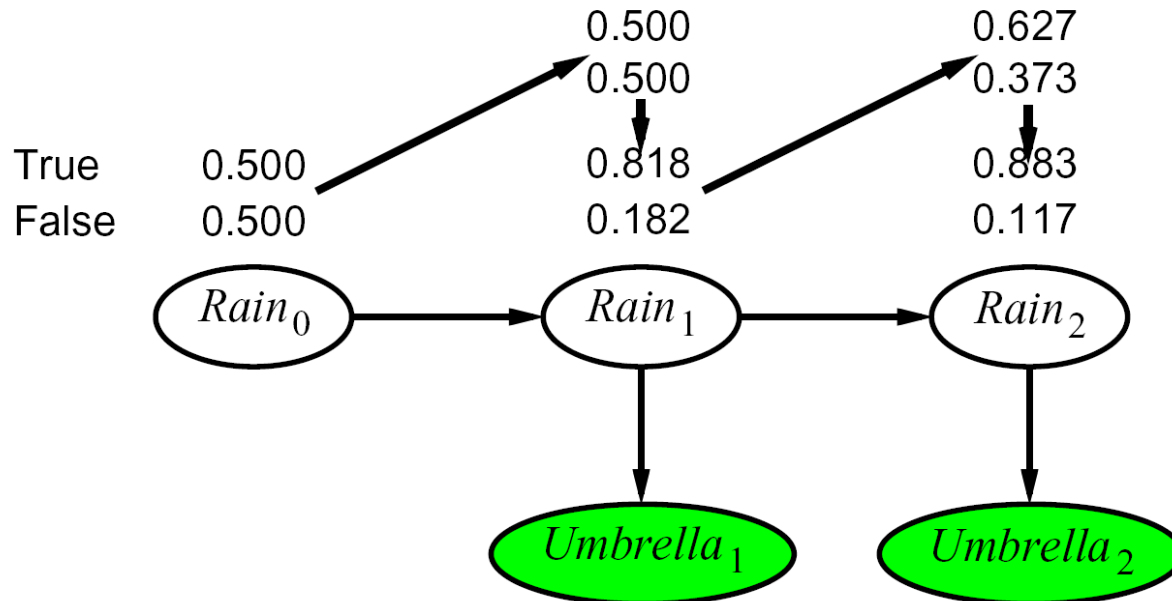 0.500 0.627
0.500 0.373
True 0.500 0.818 0.883
False 0.500 0.182 0.117
Rain0 Rain1 Rain2
Umbrella1 Umbrella2